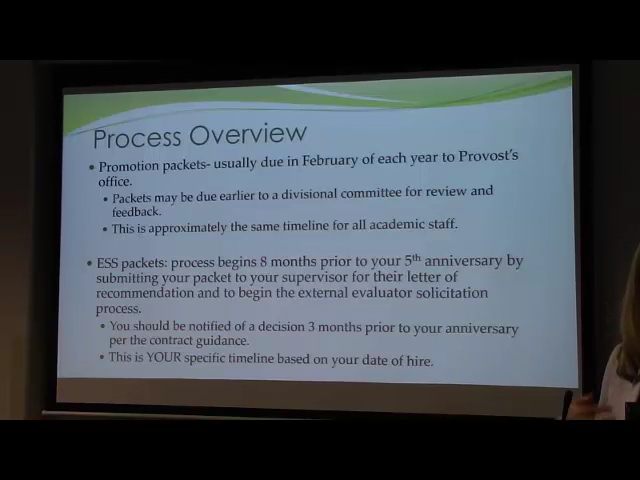 Process Overview
• Promotion packets- usually due in February of each year to Provost's
office.
• Packets may be due earlier to a divisional committee for review and
feedback.
• This is approximately the same timeline for all academic staff.
• ESS packets: process begins 8 months prior to your 5th anniversary by
submitting your packet to your supervisor for their letter of
recommendation and to begin the external evaluator solicitation
process.
• You should be notified of a decision 3 months prior to your anniversary
per the contract guidance.
• This is YOUR specific timeline based on your date of hire.